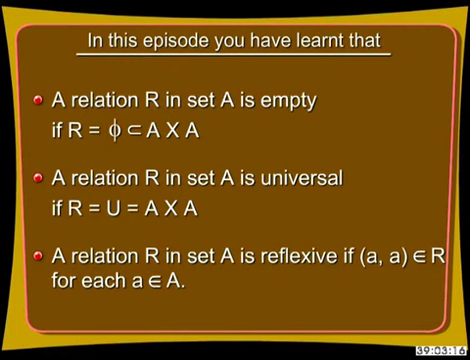 In this episode you have learnt that
A relation R in set A is empty
if R = ϕ ⊂ A X A
A relation R in set A is universal
if R = U = A X A
A relation R in set A is reflexive if (a, a) ∈ R
for each a ∈ A.
39:03:16